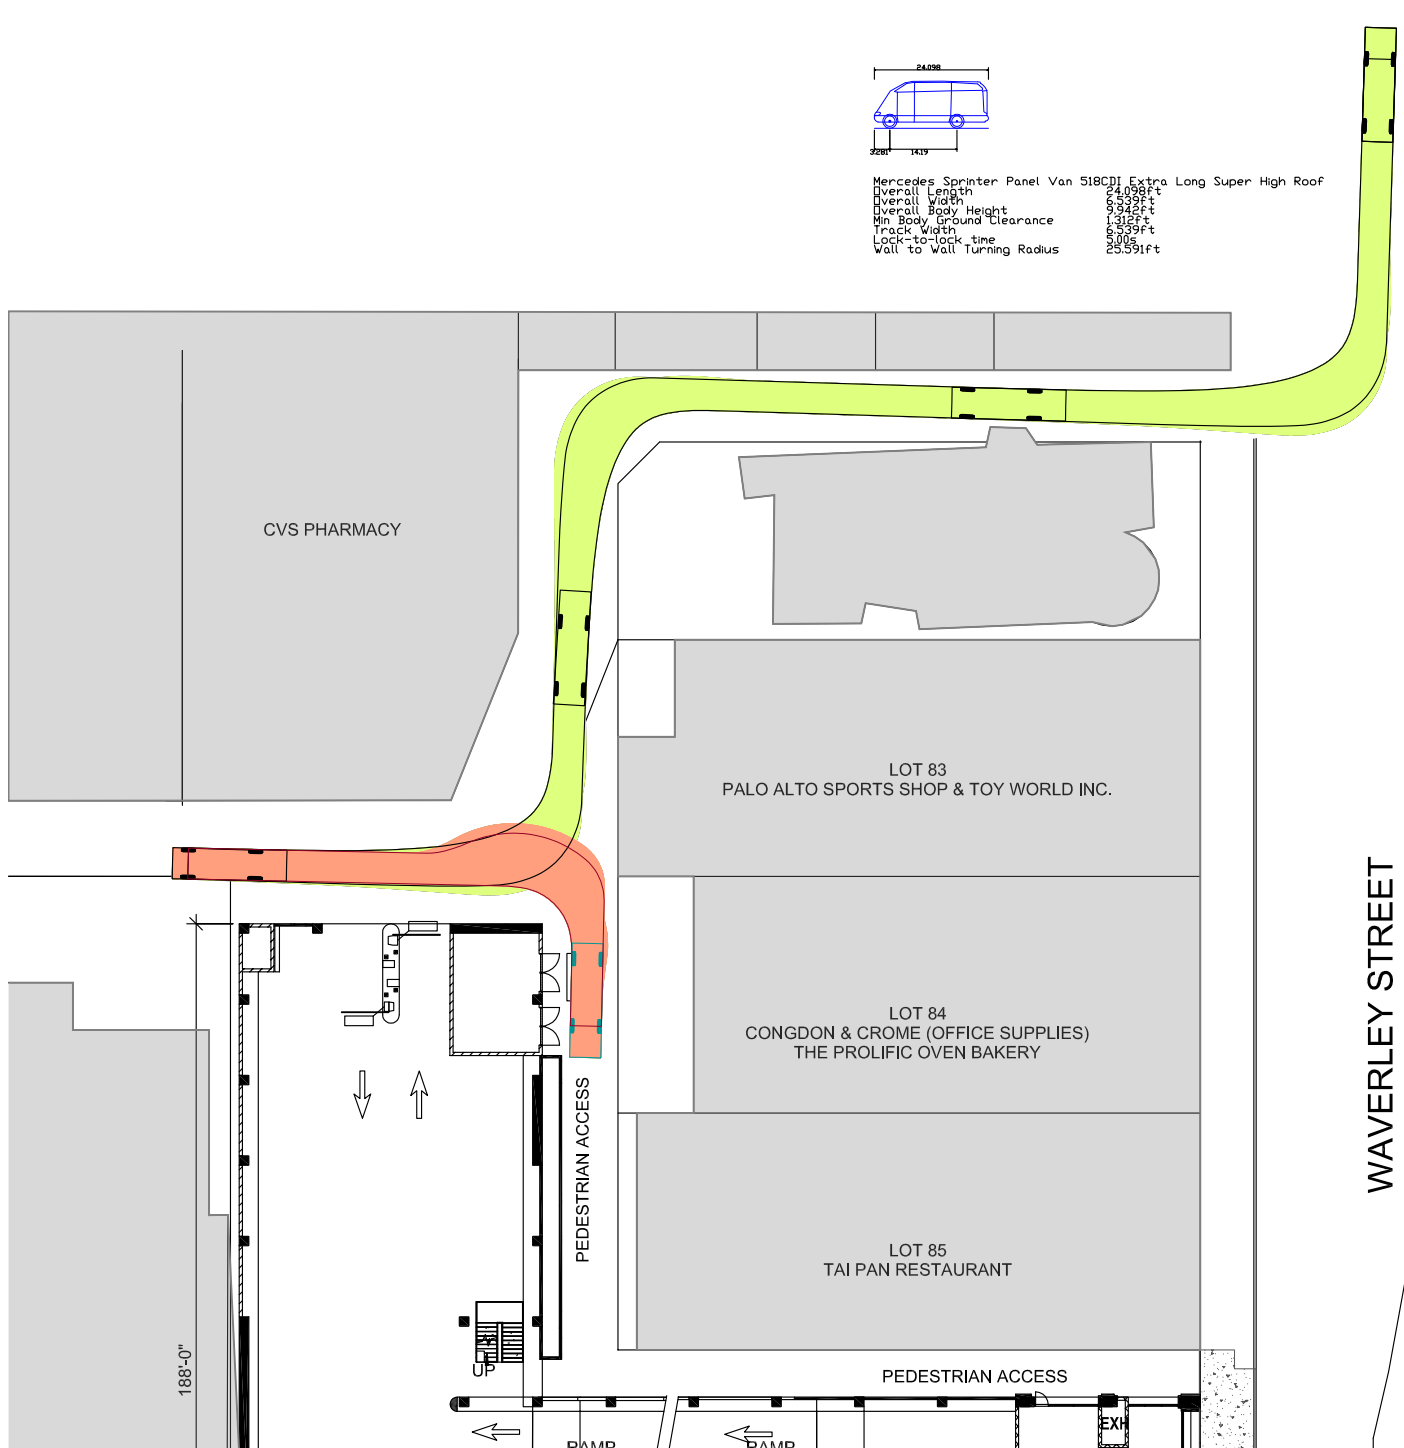 24.098
3.281
14.19
Mercedes Sprinter Panel Van 518CDI Extra Long Super High Roof
Overall Length 24.098ft
Overall Width 6.539ft
Overall Body Height 9.942ft
Min Body Ground Clearance 1.312ft
Track Width 6.539ft
Lock-to-lock time 5.00s
Wall to Wall Turning Radius 25.591ft
CVS PHARMACY
LOT 83
PALO ALTO SPORTS SHOP & TOY WORLD INC.
LOT 84
CONGDON & CROME (OFFICE SUPPLIES)
THE PROLIFIC OVEN BAKERY
WAVERLEY STREET
PEDESTRIAN ACCESS
LOT 85
TAI PAN RESTAURANT
188'-0"
UP
PEDESTRIAN ACCESS
EXH
RAMP
RAMP